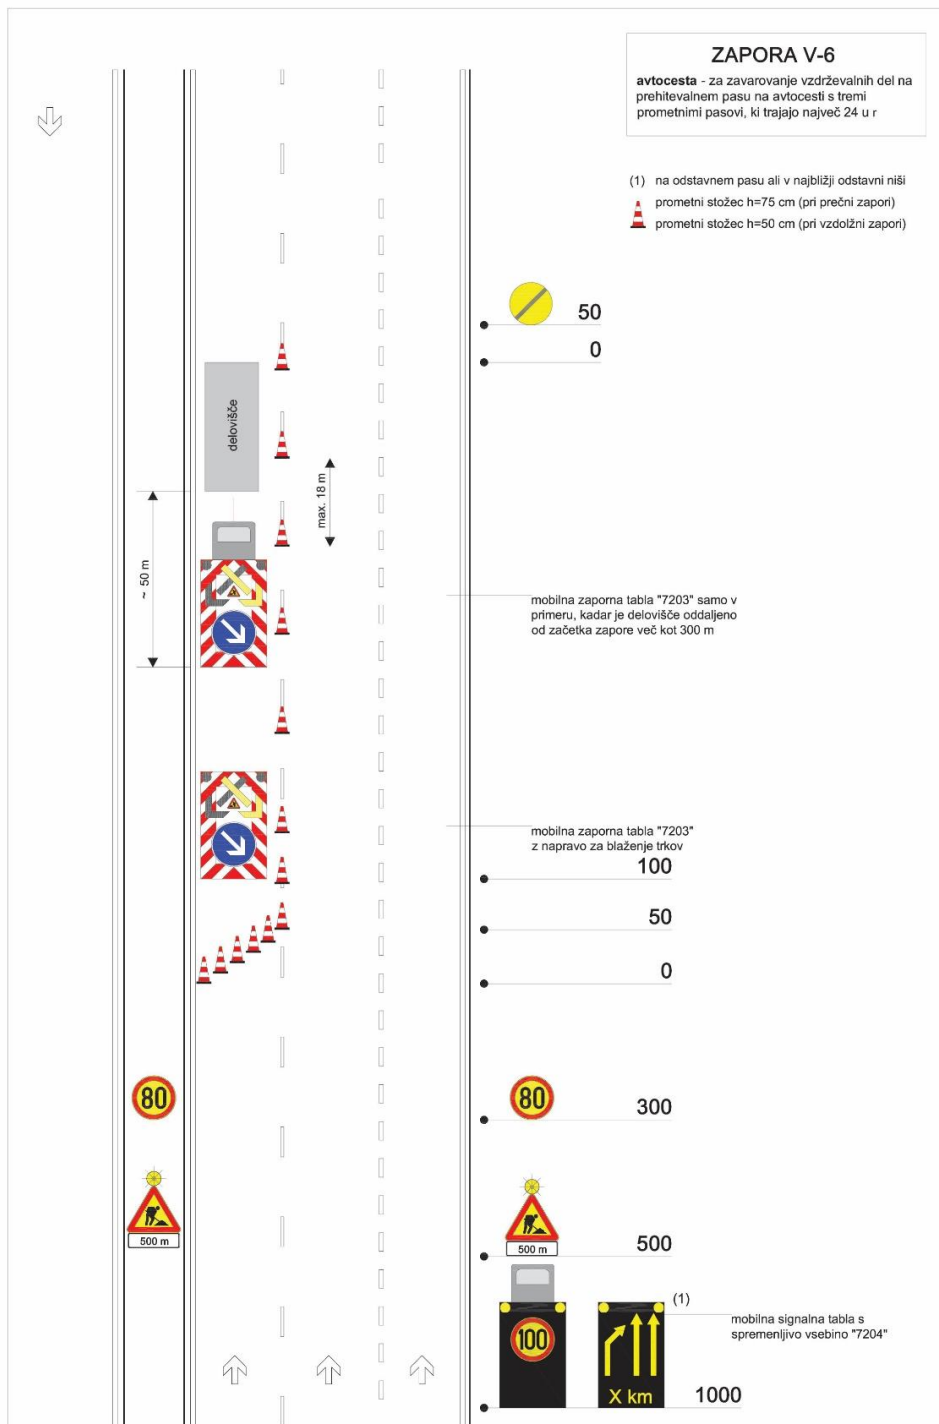 ZAPORA V-6
avtocesta - za zavarovanje vzdrževalnih del na
prehitevalnem pasu na avtocesti s tremi
prometnimi pasovi, ki trajajo največ 24 u r
(1) na odstavnem pasu ali v najbližji odstavni niši
prometni stožec h=75 cm (pri prečni zapori)
prometni stožec h=50 cm (pri vzdolžni zapori)
50
0
delovišče
max. 18 m
~ 50 m
mobilna zaporna tabla "7203" samo v
primeru, kadar je delovišče oddaljeno
od začetka zapore več kot 300 m
mobilna zaporna tabla "7203"
z napravo za blaženje trkov
100
50
0
80
80
300
500 m
500 m
500
(1)
mobilna signalna tabla s
spremenljivo vsebino "7204"
100
X km
1000